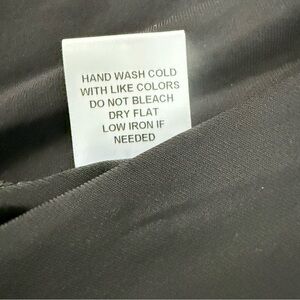 HAND WASH COLD
WITH LIKE COLORS
DO NOT BLEACH
DRY FLAT
LOW IRON IF
NEEDED